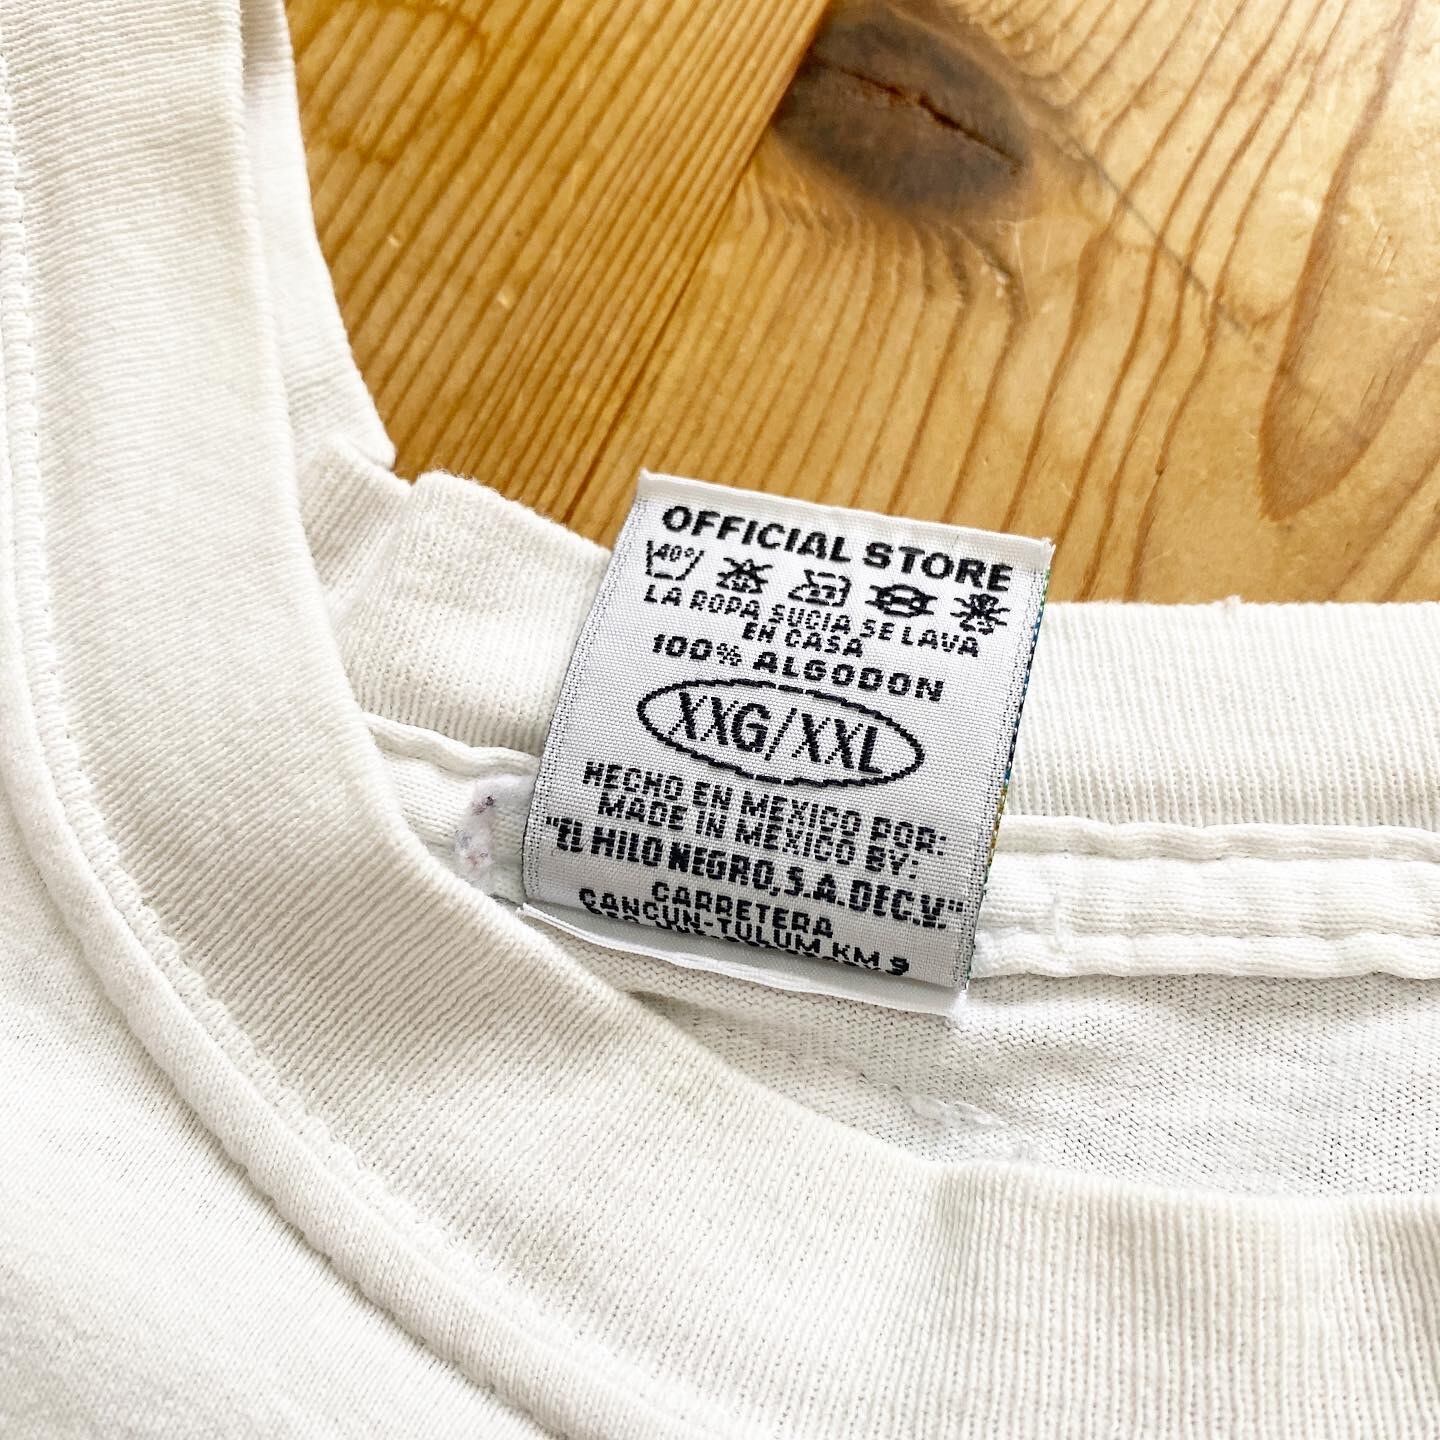 OFFICIAL STORE
40°
LA ROPA SUCIA SE LAVA
EN CASA
100% ALGODON
XXG/XXL
HECHO EN MEXICO POR:
MADE IN MEXICO BY:
"EL HILO NEGRO, S.A. DE C.V."
CARRETERA
CANCUN-TULUM KM 9